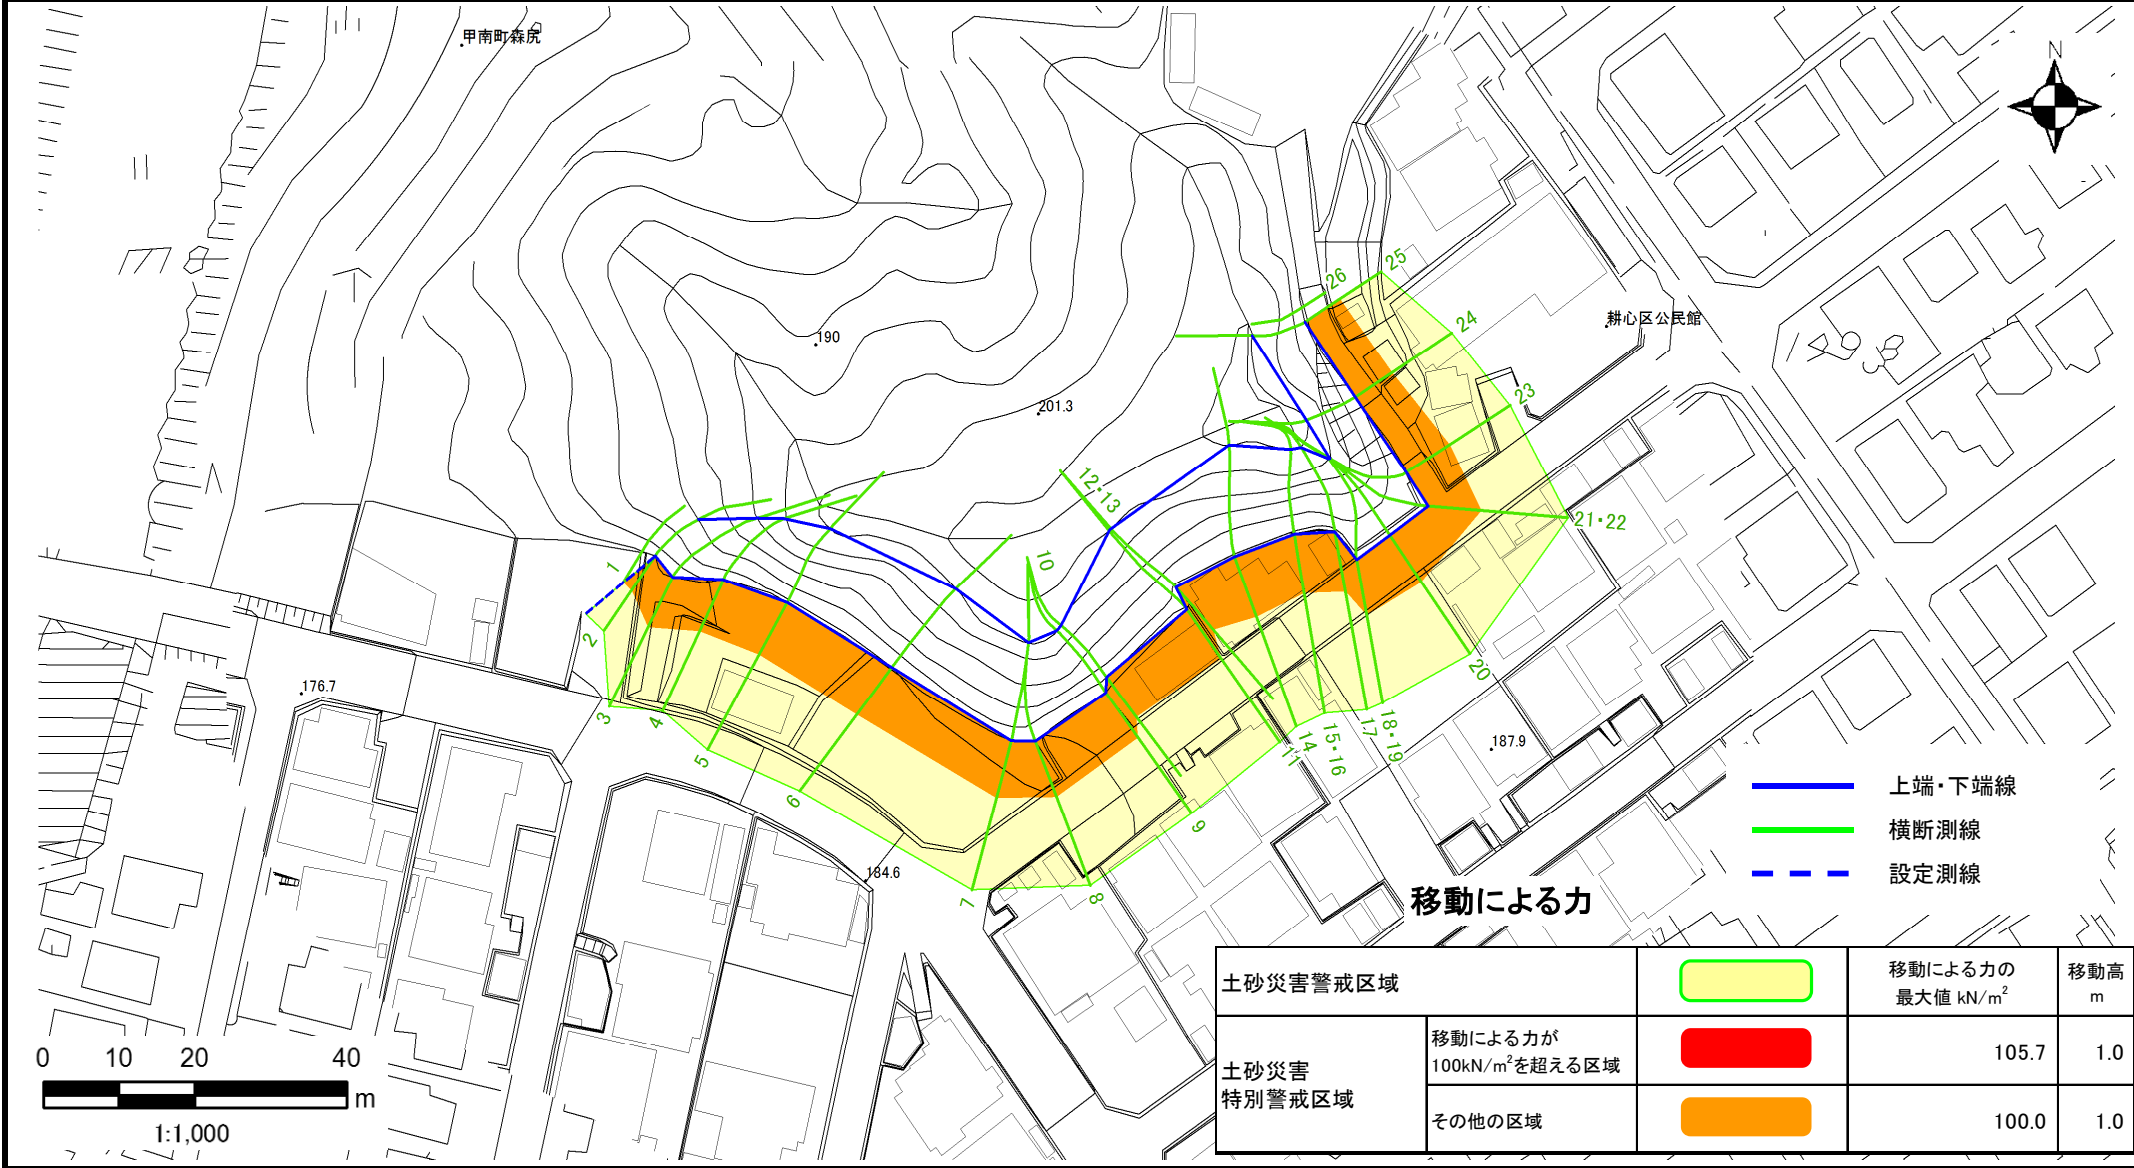 甲南町森尻
N
190
201.3
耕心区公民館
26
25
24
23
21・22
20
18・19
17
15・16
14
11
9
8
7
6
5
4
3
2
1
10
12・13
176.7
184.6
187.9
上端・下端線
横断測線
設定測線
移動による力
土砂災害警戒区域
移動による力の
最大値 kN/m²
移動高
m
土砂災害
特別警戒区域
移動による力が
100kN/m²を超える区域
105.7
1.0
その他の区域
100.0
1.0
0 10 20 40
m
1:1,000